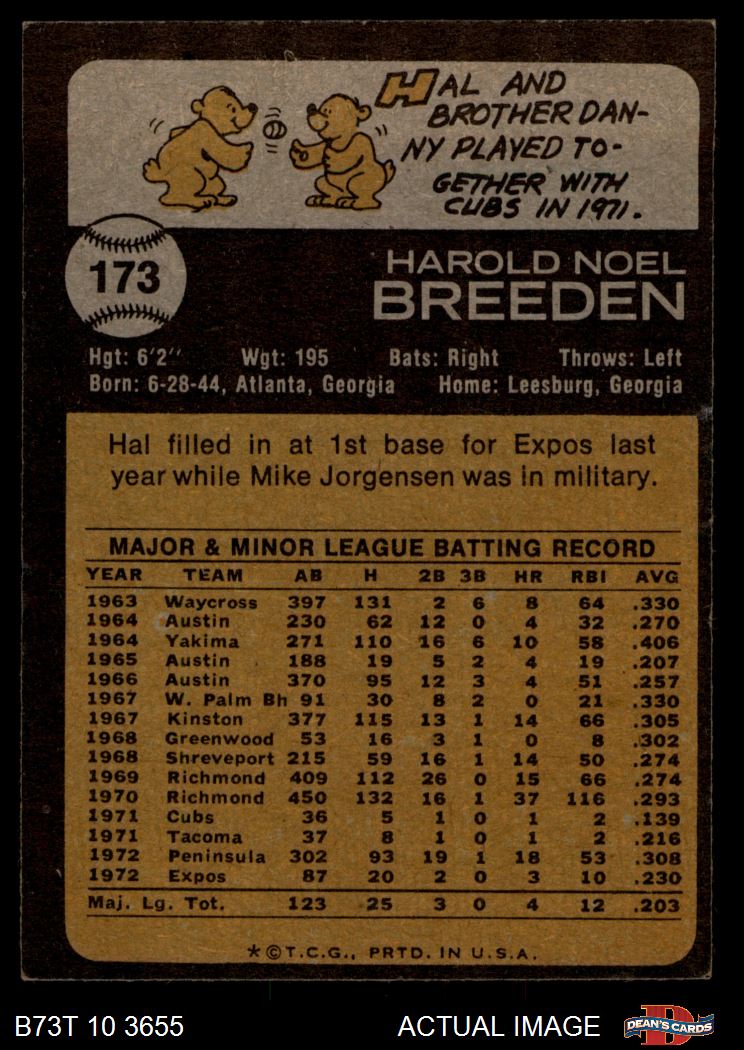 HAL AND
BROTHER DAN-
NY PLAYED TO-
GETHER WITH
CUBS IN 1971.
173
HAROLD NOEL
BREEDEN
Hgt: 6'2" Wgt: 195 Bats: Right Throws: Left
Born: 6-28-44, Atlanta, Georgia Home: Leesburg, Georgia
Hal filled in at 1st base for Expos last
year while Mike Jorgensen was in military.
MAJOR & MINOR LEAGUE BATTING RECORD
YEAR TEAM AB H 2B 3B HR RBI AVG
1963 Waycross 397 131 2 6 8 64 .330
1964 Austin 230 62 12 0 4 32 .270
1964 Yakima 271 110 16 6 10 58 .406
1965 Austin 188 19 5 2 4 19 .207
1966 Austin 370 95 12 3 4 51 .257
1967 W. Palm Bh 91 30 8 2 0 21 .330
1967 Kinston 377 115 13 1 14 66 .305
1968 Greenwood 53 16 3 1 0 8 .302
1968 Shreveport 215 59 16 1 14 50 .274
1969 Richmond 409 112 26 0 15 66 .274
1970 Richmond 450 132 16 1 37 116 .293
1971 Cubs 36 5 1 0 1 2 .139
1971 Tacoma 37 8 1 0 1 2 .216
1972 Peninsula 302 93 19 1 18 53 .308
1972 Expos 87 20 2 0 3 10 .230
Maj. Lg. Tot. 123 25 3 0 4 12 .203
*©T.C.G., PRTD. IN U.S.A.
B73T 10 3655 ACTUAL IMAGE D DEAN'S CARDS